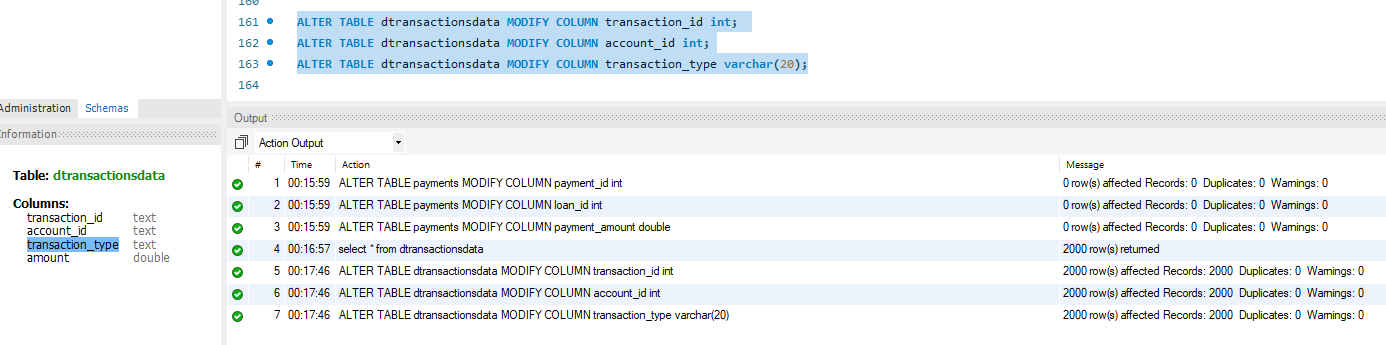 160
161 ALTER TABLE dtransactionsdata MODIFY COLUMN transaction_id int;
162 ALTER TABLE dtransactionsdata MODIFY COLUMN account_id int;
163 ALTER TABLE dtransactionsdata MODIFY COLUMN transaction_type varchar(20);
164
Administration Schemas
Information
Table: dtransactionsdata
Columns:
transaction_id text
account_id text
transaction_type text
amount double
Output
Action Output
# Time Action Message
1 00:15:59 ALTER TABLE payments MODIFY COLUMN payment_id int 0 row(s) affected Records: 0 Duplicates: 0 Warnings: 0
2 00:15:59 ALTER TABLE payments MODIFY COLUMN loan_id int 0 row(s) affected Records: 0 Duplicates: 0 Warnings: 0
3 00:15:59 ALTER TABLE payments MODIFY COLUMN payment_amount double 0 row(s) affected Records: 0 Duplicates: 0 Warnings: 0
4 00:16:57 select * from dtransactionsdata 2000 row(s) returned
5 00:17:46 ALTER TABLE dtransactionsdata MODIFY COLUMN transaction_id int 2000 row(s) affected Records: 2000 Duplicates: 0 Warnings: 0
6 00:17:46 ALTER TABLE dtransactionsdata MODIFY COLUMN account_id int 2000 row(s) affected Records: 2000 Duplicates: 0 Warnings: 0
7 00:17:46 ALTER TABLE dtransactionsdata MODIFY COLUMN transaction_type varchar(20) 2000 row(s) affected Records: 2000 Duplicates: 0 Warnings: 0